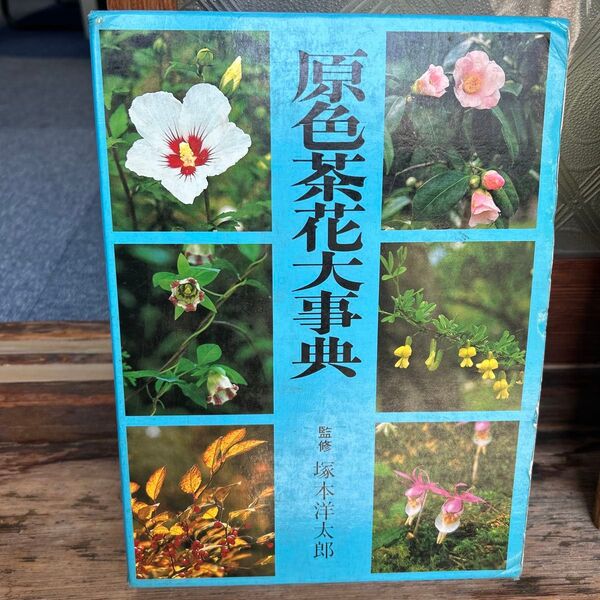 原色茶花大事典
監修 塚本洋太郎